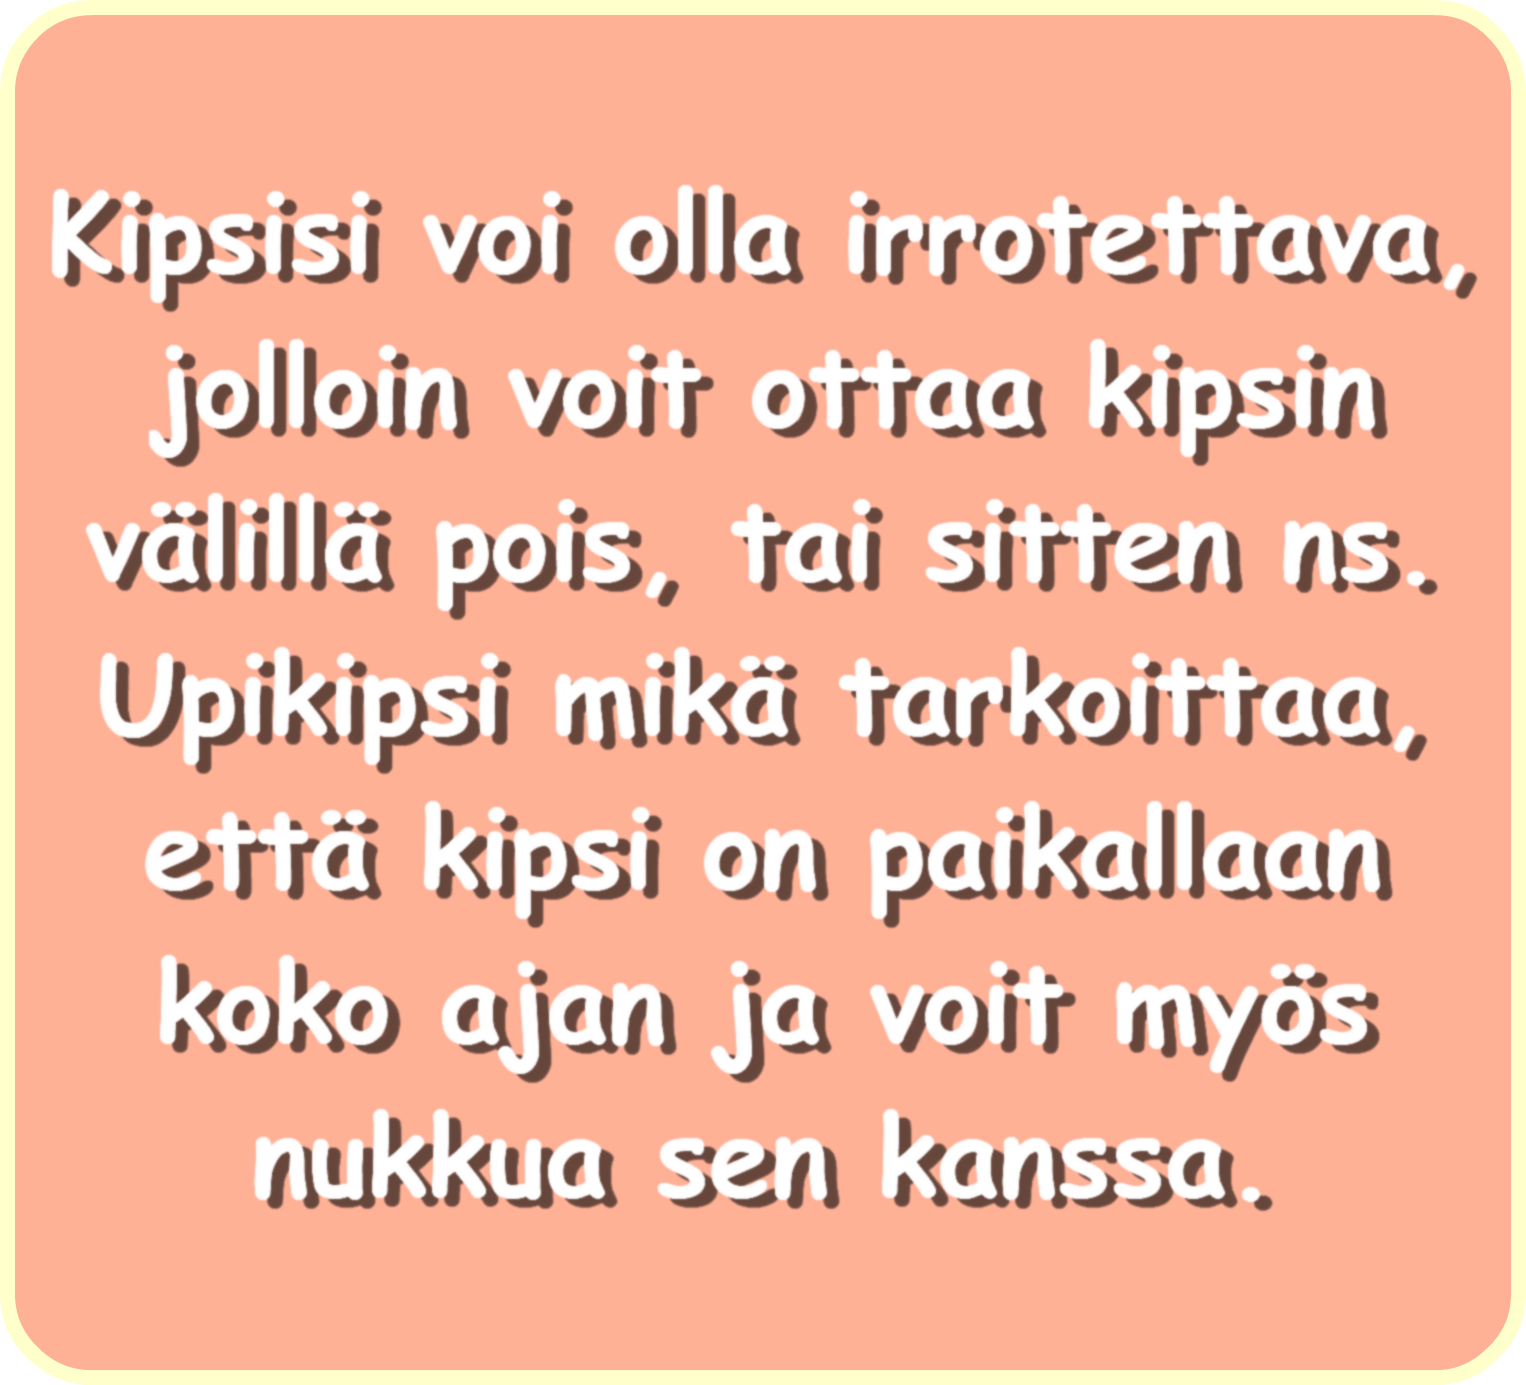 Kipsisi voi olla irrotettava,
jolloin voit ottaa kipsin
välillä pois, tai sitten ns.
Upikipsi mikä tarkoittaa,
että kipsi on paikallaan
koko ajan ja voit myös
nukkua sen kanssa.